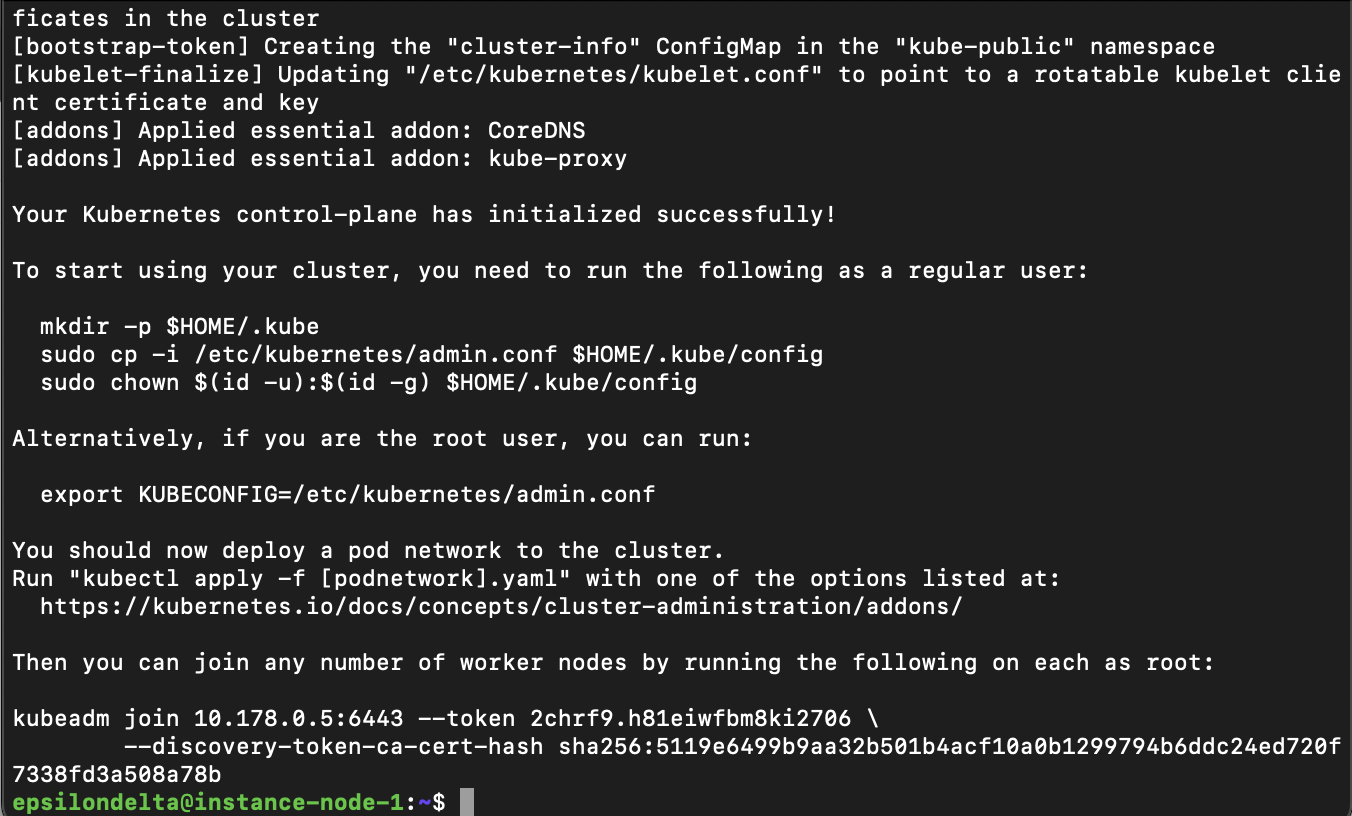 ficates in the cluster
[bootstrap-token] Creating the "cluster-info" ConfigMap in the "kube-public" namespace
[kubelet-finalize] Updating "/etc/kubernetes/kubelet.conf" to point to a rotatable kubelet clie
nt certificate and key
[addons] Applied essential addon: CoreDNS
[addons] Applied essential addon: kube-proxy

Your Kubernetes control-plane has initialized successfully!

To start using your cluster, you need to run the following as a regular user:

  mkdir -p $HOME/.kube
  sudo cp -i /etc/kubernetes/admin.conf $HOME/.kube/config
  sudo chown $(id -u):$(id -g) $HOME/.kube/config

Alternatively, if you are the root user, you can run:

  export KUBECONFIG=/etc/kubernetes/admin.conf

You should now deploy a pod network to the cluster.
Run "kubectl apply -f [podnetwork].yaml" with one of the options listed at:
  https://kubernetes.io/docs/concepts/cluster-administration/addons/

Then you can join any number of worker nodes by running the following on each as root:

kubeadm join 10.178.0.5:6443 --token 2chrf9.h81eiwfbm8ki2706 \
        --discovery-token-ca-cert-hash sha256:5119e6499b9aa32b501b4acf10a0b1299794b6ddc24ed720f
7338fd3a508a78b
epsilondelta@instance-node-1:~$